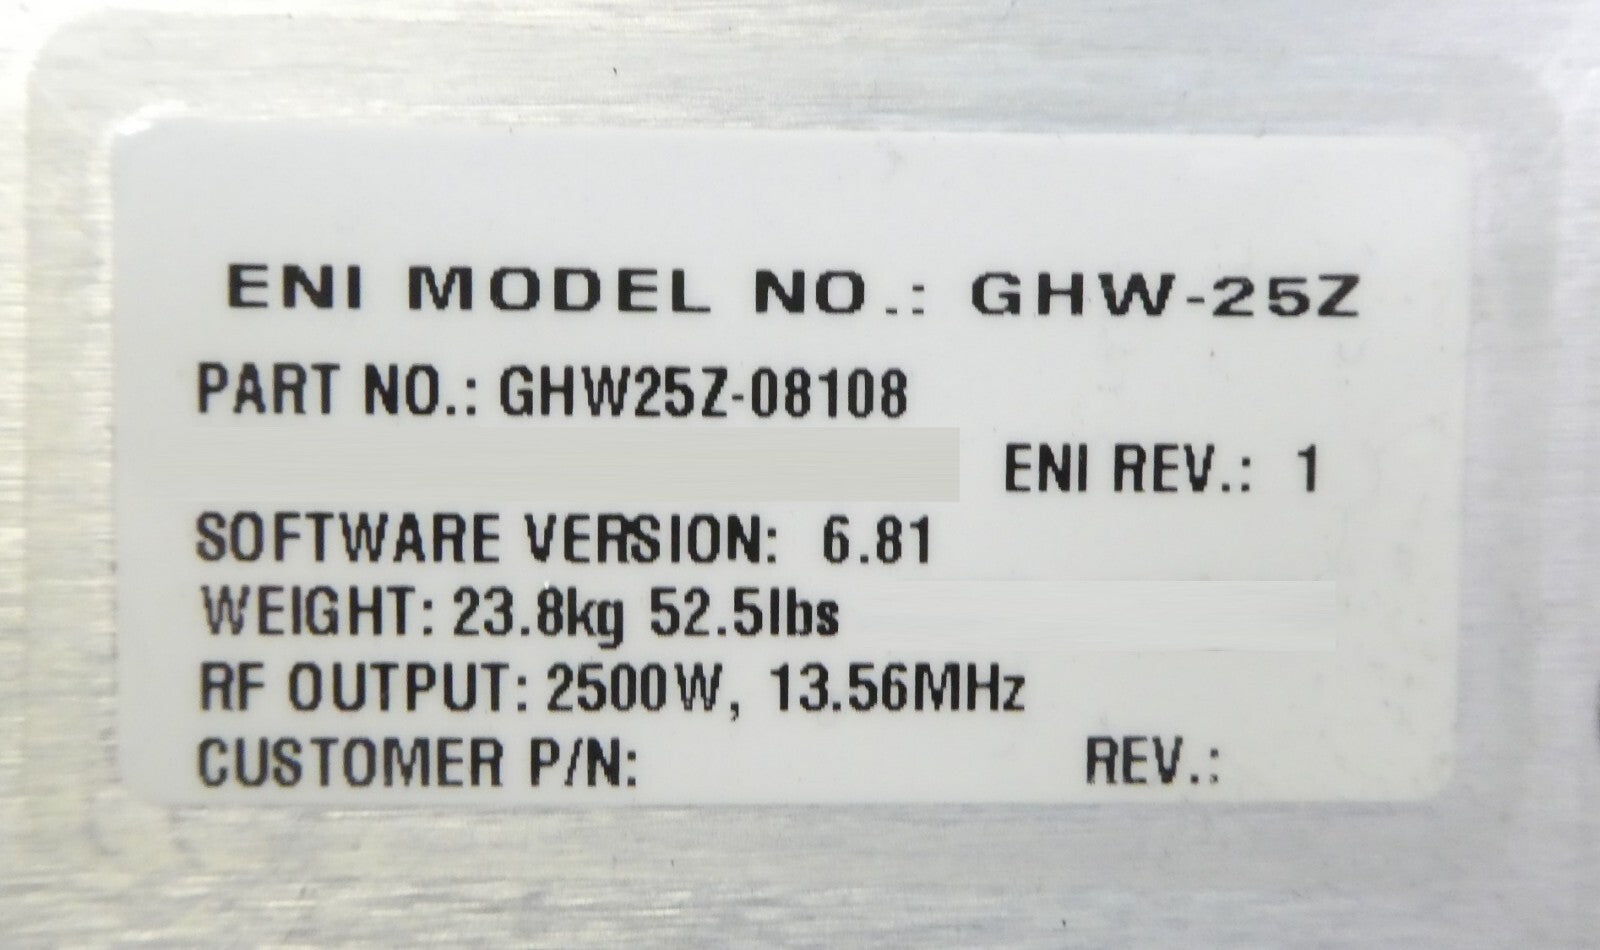 ENI MODEL NO.: GHW-25Z
PART NO.: GHW25Z-08108
ENI REV.: 1
SOFTWARE VERSION: 6.81
WEIGHT: 23.8kg 52.5lbs
RF OUTPUT: 2500W, 13.56MHz
CUSTOMER P/N: REV.: